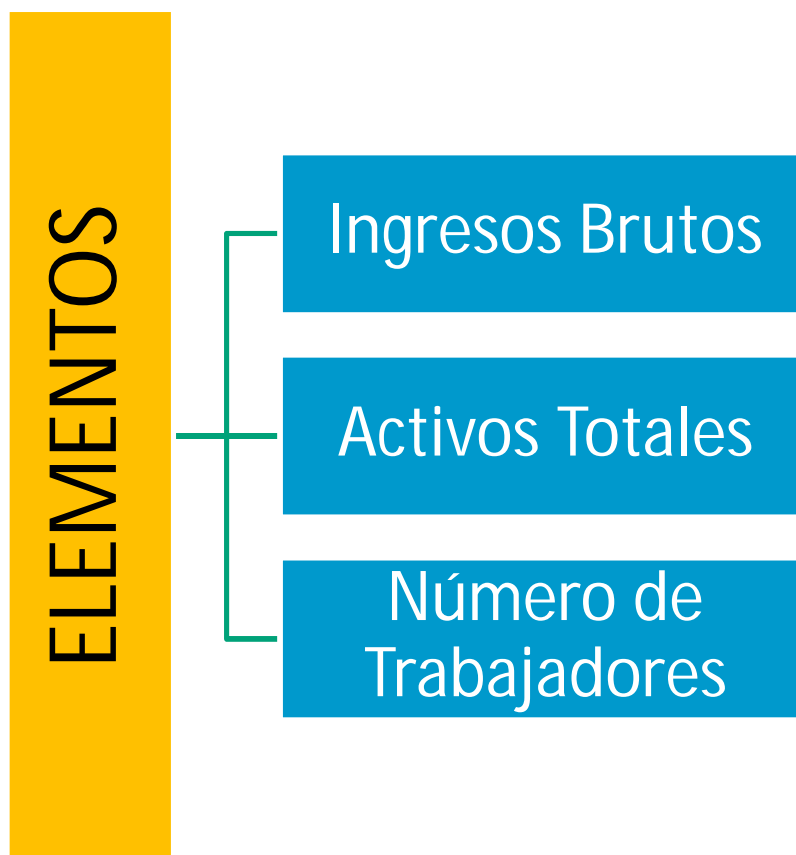 ELEMENTOS
Ingresos Brutos
Activos Totales
Número de
Trabajadores